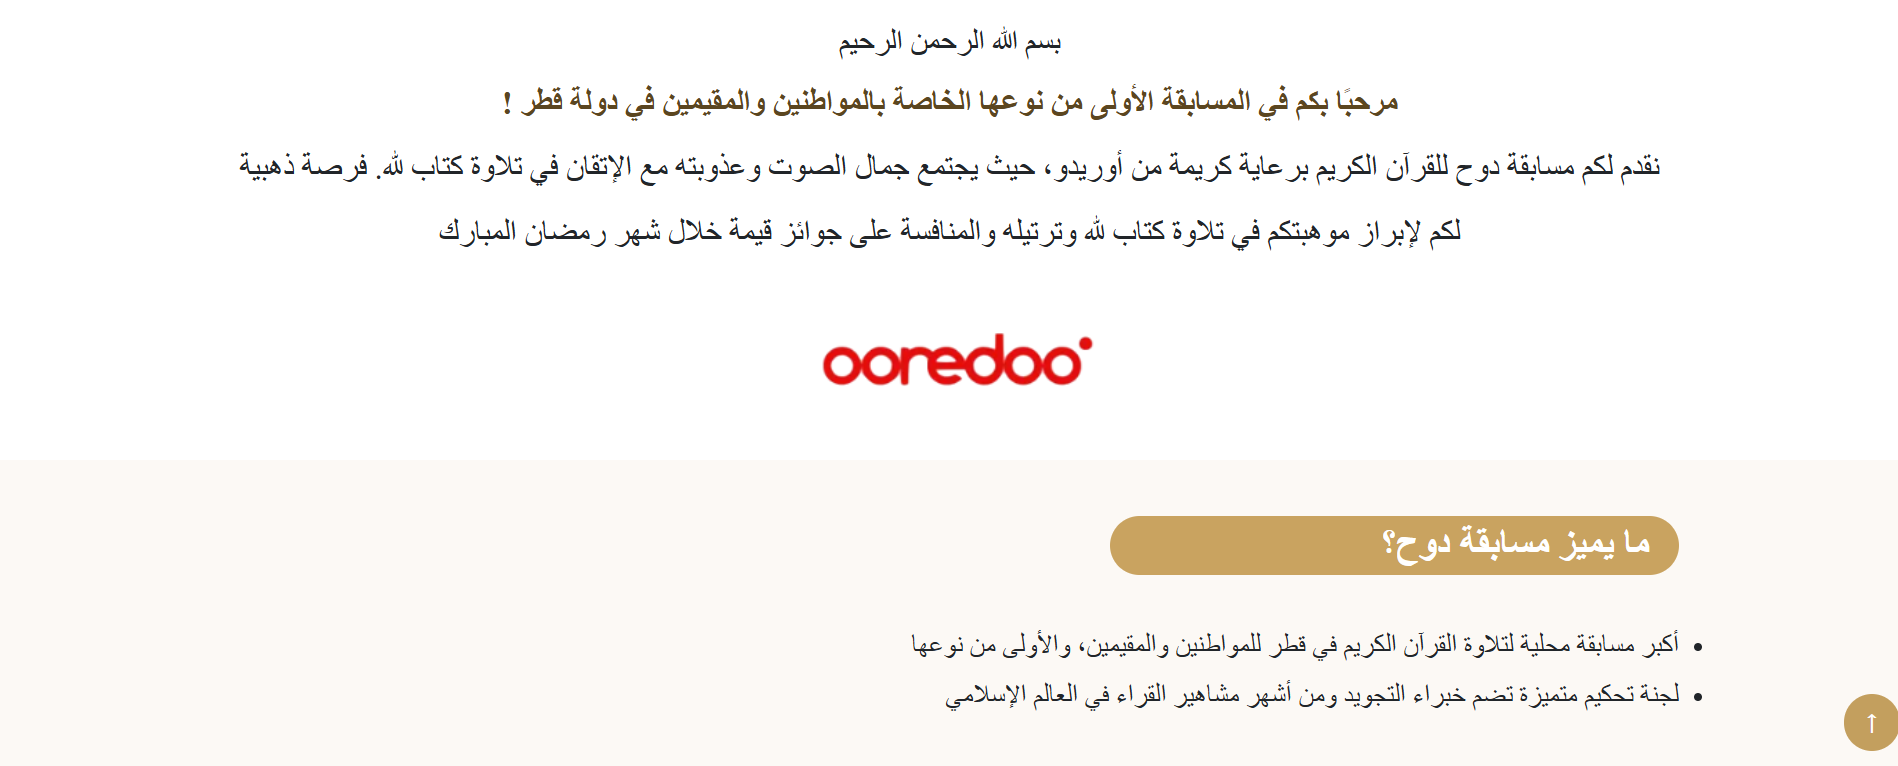 بسم الله الرحمن الرحيم
مرحبًا بكم في المسابقة الأولى من نوعها الخاصة بالمواطنين والمقيمين في دولة قطر !
نقدم لكم مسابقة دوح للقرآن الكريم برعاية كريمة من أوريدو، حيث يجتمع جمال الصوت وعذوبته مع الإتقان في تلاوة كتاب لله. فرصة ذهبية
لكم لإبراز موهبتكم في تلاوة كتاب لله وترتيله والمنافسة على جوائز قيمة خلال شهر رمضان المبارك
ooredoo
ما يميز مسابقة دوح؟
• أكبر مسابقة محلية لتلاوة القرآن الكريم في قطر للمواطنين والمقيمين، والأولى من نوعها
• لجنة تحكيم متميزة تضم خبراء التجويد ومن أشهر مشاهير القراء في العالم الإسلامي
↑